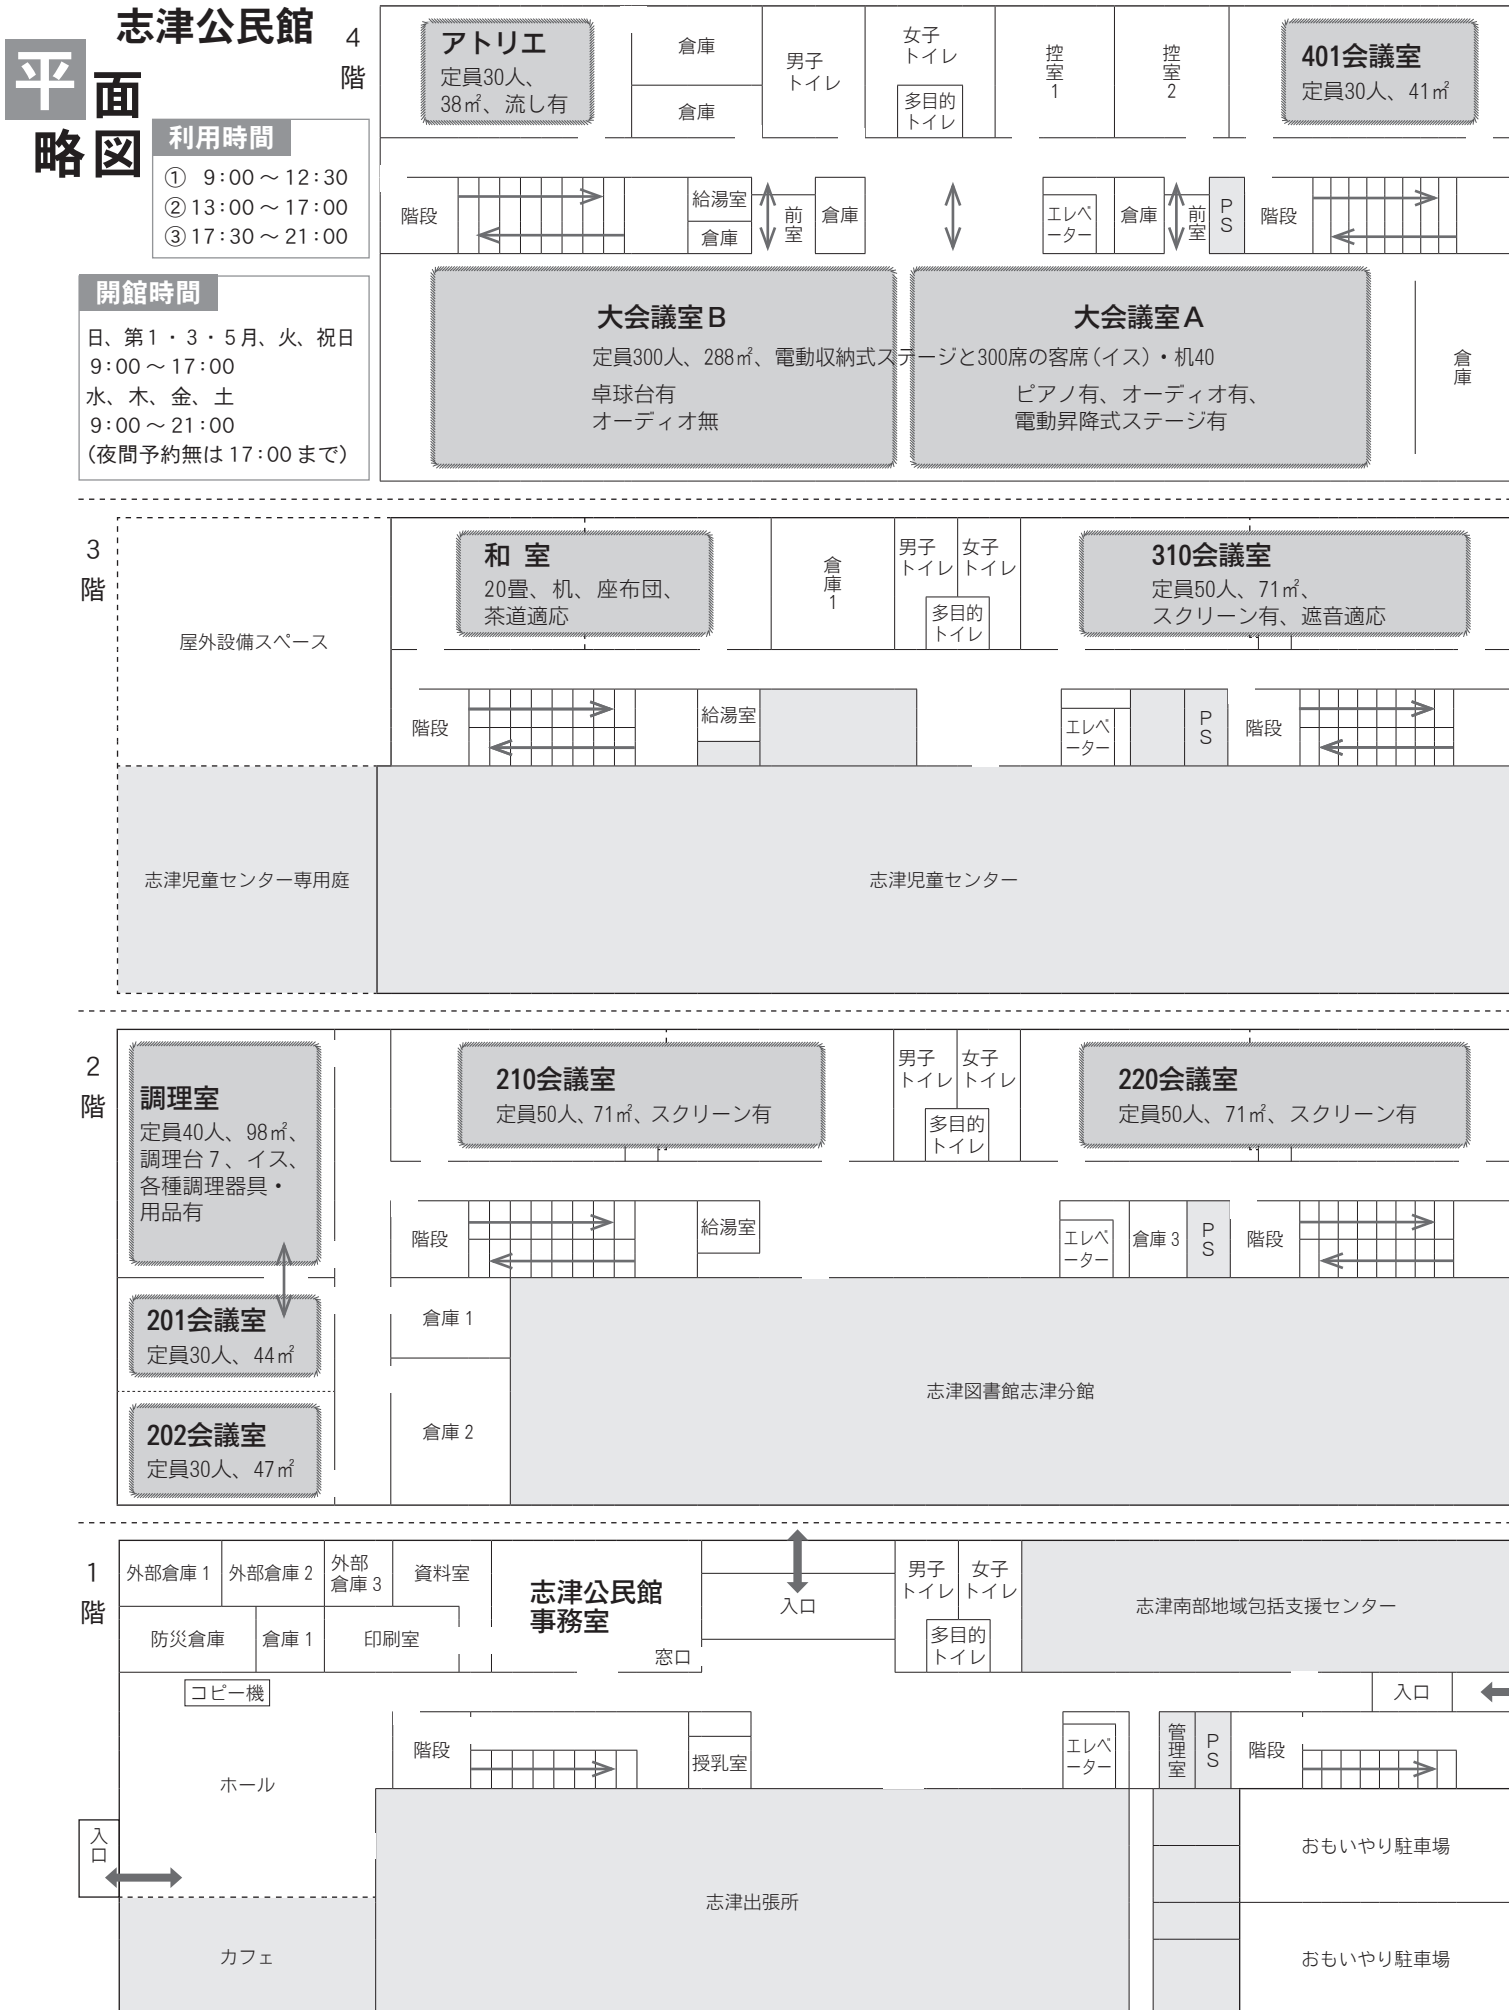 志津公民館
平面
略図
利用時間
① 9:00～12:30
②13:00～17:00
③17:30～21:00
開館時間
日、第1・3・5月、火、祝日
9:00～17:00
水、木、金、土
9:00～21:00
(夜間予約無は17:00まで)
4
階
アトリエ
定員30人、
38㎡、流し有
倉庫
倉庫
男子
トイレ
女子
トイレ
多目的
トイレ
控室1
控室2
401会議室
定員30人、41㎡
階段
給湯室
倉庫
前室
倉庫
エレベ
ーター
倉庫
前室
PS
階段
大会議室B
大会議室A
定員300人、288㎡、電動収納式ステージと300席の客席(イス)・机40
卓球台有
オーディオ無
ピアノ有、オーディオ有、
電動昇降式ステージ有
倉庫
3
階
屋外設備スペース
和 室
20畳、机、座布団、
茶道適応
倉庫1
男子
トイレ
女子
トイレ
多目的
トイレ
310会議室
定員50人、71㎡、
スクリーン有、遮音適応
階段
給湯室
エレベ
ーター
PS
階段
志津児童センター専用庭
志津児童センター
2
階
調理室
定員40人、98㎡、
調理台7、イス、
各種調理器具・
用品有
210会議室
定員50人、71㎡、スクリーン有
男子
トイレ
女子
トイレ
多目的
トイレ
220会議室
定員50人、71㎡、スクリーン有
階段
給湯室
エレベ
ーター
倉庫3
PS
階段
201会議室
定員30人、44㎡
倉庫1
202会議室
定員30人、47㎡
倉庫2
志津図書館志津分館
1
階
外部倉庫1
外部倉庫2
外部
倉庫3
資料室
防災倉庫
倉庫1
印刷室
志津公民館
事務室
窓口
入口
男子
トイレ
女子
トイレ
多目的
トイレ
志津南部地域包括支援センター
コピー機
入口
階段
授乳室
エレベ
ーター
管理室
PS
階段
ホール
入口
おもいやり駐車場
志津出張所
カフェ
おもいやり駐車場